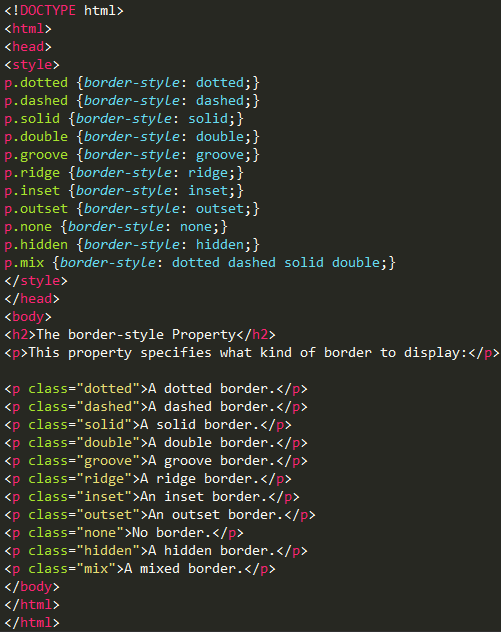 <!DOCTYPE html>
<html>
<head>
<style>
p.dotted {border-style: dotted;}
p.dashed {border-style: dashed;}
p.solid {border-style: solid;}
p.double {border-style: double;}
p.groove {border-style: groove;}
p.ridge {border-style: ridge;}
p.inset {border-style: inset;}
p.outset {border-style: outset;}
p.none {border-style: none;}
p.hidden {border-style: hidden;}
p.mix {border-style: dotted dashed solid double;}
</style>
</head>
<body>
<h2>The border-style Property</h2>
<p>This property specifies what kind of border to display:</p>

<p class="dotted">A dotted border.</p>
<p class="dashed">A dashed border.</p>
<p class="solid">A solid border.</p>
<p class="double">A double border.</p>
<p class="groove">A groove border.</p>
<p class="ridge">A ridge border.</p>
<p class="inset">An inset border.</p>
<p class="outset">An outset border.</p>
<p class="none">No border.</p>
<p class="hidden">A hidden border.</p>
<p class="mix">A mixed border.</p>
</body>
</html>
</html>